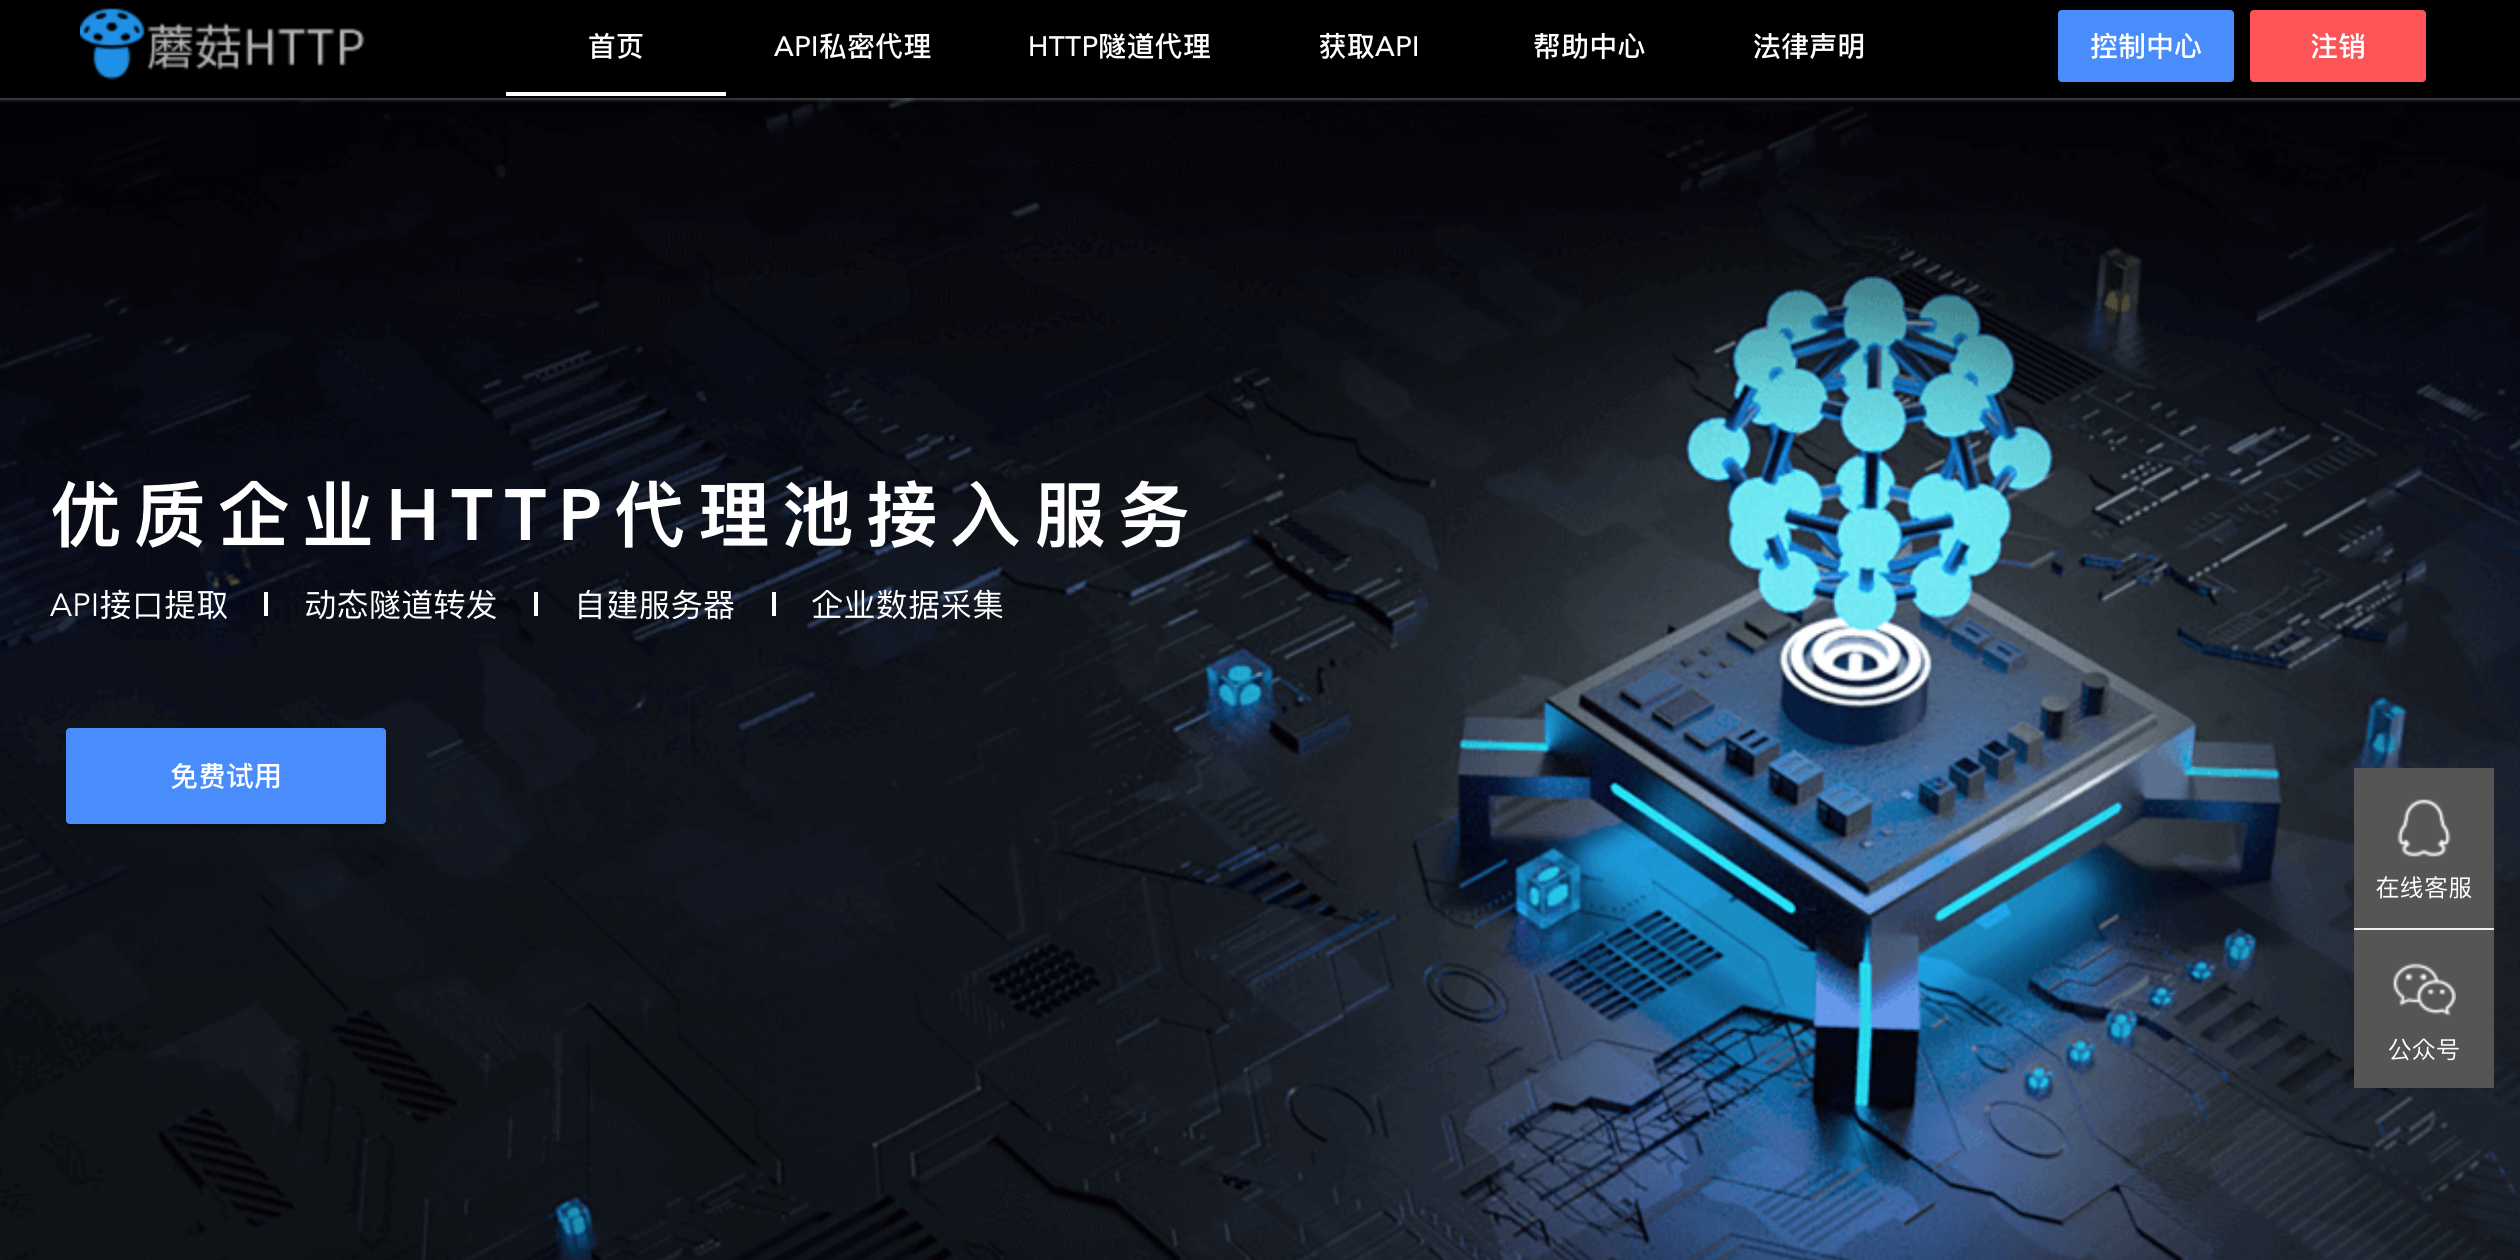 蘑菇HTTP
首页 API私密代理 HTTP隧道代理 获取API 帮助中心 法律声明 控制中心 注销
优质企业HTTP代理池接入服务
API接口提取 动态隧道转发 自建服务器 企业数据采集
免费试用
在线客服
公众号